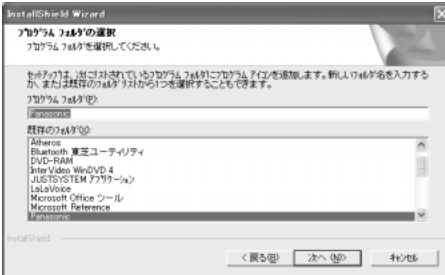 InstallShield Wizard
プログラム フォルダの選択
プログラム フォルダを選択してください。
セットアップは、次にリストされているプログラム フォルダにプログラム アイコンを追加します。新しいフォルダ名を入力する
か、または既存のフォルダ リストから1つを選択することもできます。
プログラム フォルダ(P):
Panasonic
既存のフォルダ(X):
Atheros
Bluetooth 東芝ユーティリティ
DVD-RAM
InterVideo WinDVD 4
JUSTSYSTEM アプリケーション
LaLaVoice
Microsoft Office ツール
Microsoft Reference
Panasonic
InstallShield
< 戻る(B)
次へ (N)>
キャンセル